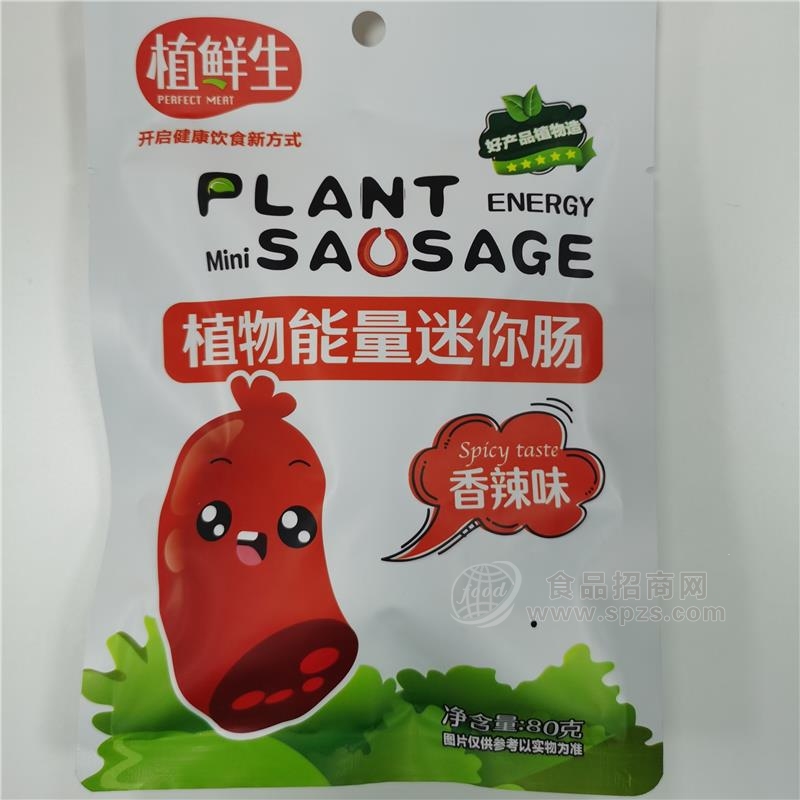 植鲜生
PERFECT MEAT
开启健康饮食新方式
好产品植物造
PLANT ENERGY
Mini SAUSAGE
植物能量迷你肠
Spicy taste
香辣味
food
食品招商网
www.spzs.com
净含量:80克
图片仅供参考以实物为准